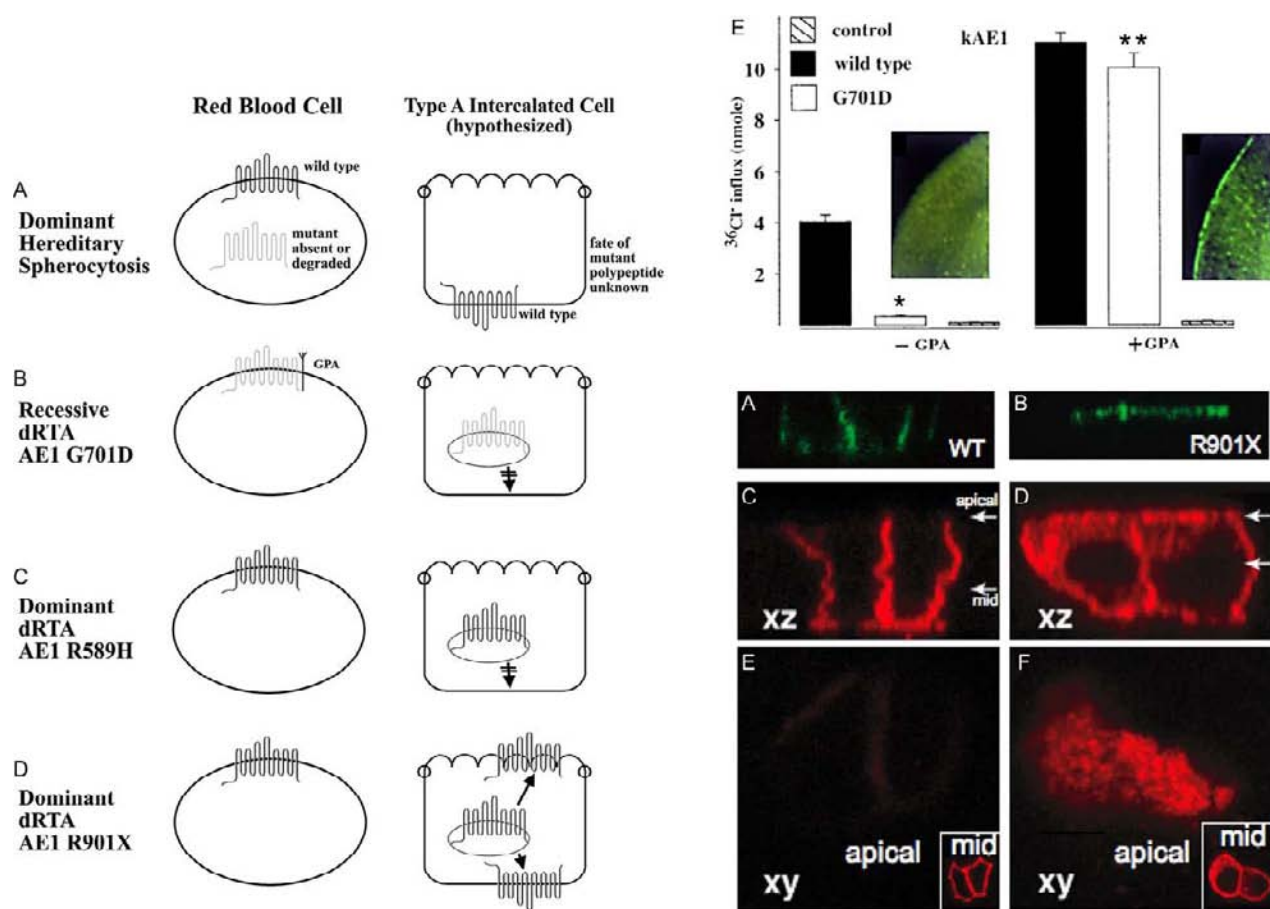 Red Blood Cell
Type A Intercalated Cell
(hypothesized)
A
Dominant
Hereditary
Spherocytosis
wild type
mutant
absent or
degraded
fate of
mutant
polypeptide
unknown
wild type
B
Recessive
dRTA
AE1 G701D
GPA
C
Dominant
dRTA
AE1 R589H
D
Dominant
dRTA
AE1 R901X
E
control
wild type
G701D
kAE1
36Cl- influx (nmole)
10
8
6
4
2
*
**
– GPA
+GPA
A
WT
B
R901X
C
apical
mid
xz
D
xz
E
apical
mid
xy
F
apical
mid
xy